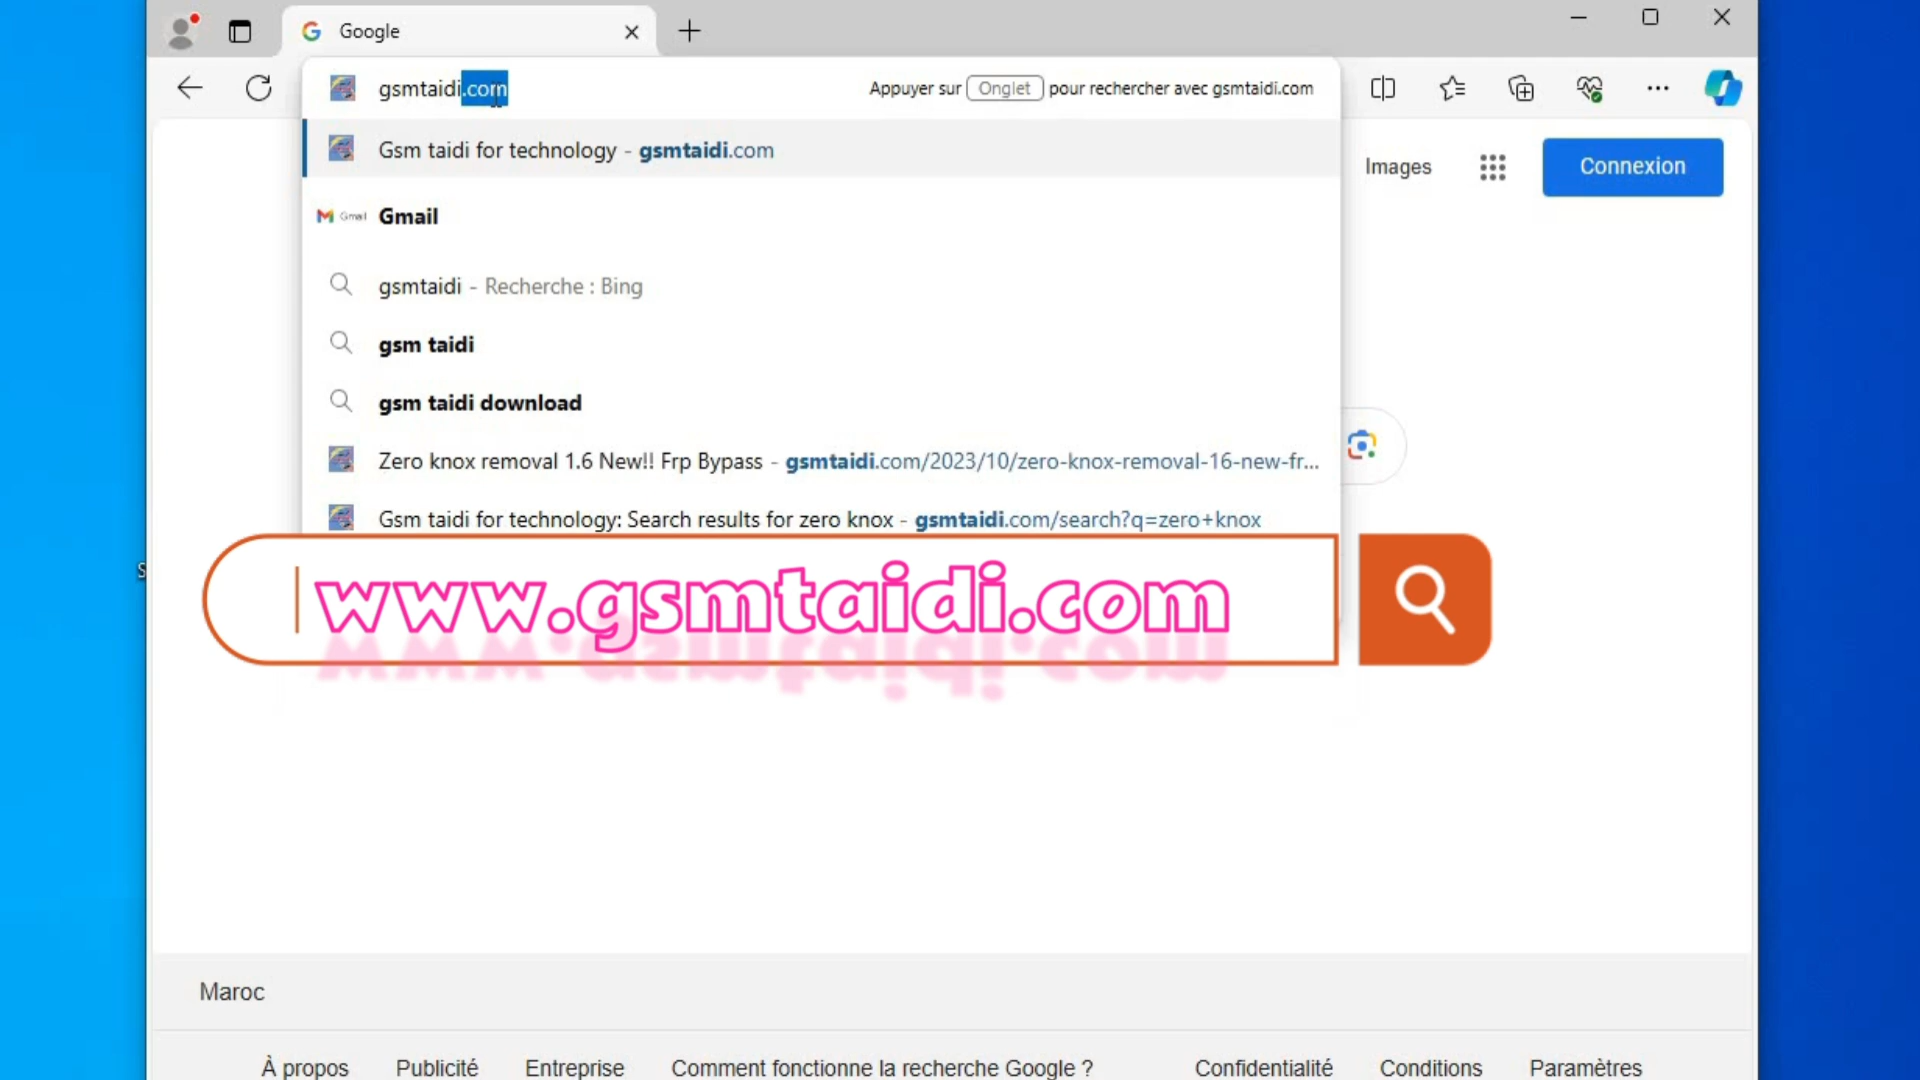 Google
gsmtaidi.com
Appuyer sur Onglet pour rechercher avec gsmtaidi.com
Gsm taidi for technology - gsmtaidi.com
Images
Connexion
Gmail Gmail
gsmtaidi - Recherche : Bing
gsm taidi
gsm taidi download
Zero knox removal 1.6 New!! Frp Bypass - gsmtaidi.com/2023/10/zero-knox-removal-16-new-fr...
Gsm taidi for technology: Search results for zero knox - gsmtaidi.com/search?q=zero+knox
S
www.gsmtaidi.com
Maroc
À propos
Publicité
Entreprise
Comment fonctionne la recherche Google ?
Confidentialité
Conditions
Paramètres